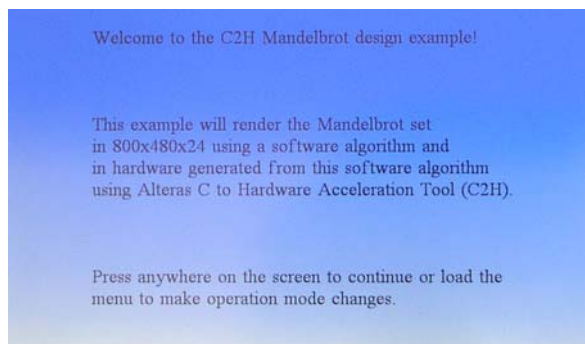 Welcome to the C2H Mandelbrot design example!
This example will render the Mandelbrot set
in 800x480x24 using a software algorithm and
in hardware generated from this software algorithm
using Alteras C to Hardware Acceleration Tool (C2H).
Press anywhere on the screen to continue or load the
menu to make operation mode changes.